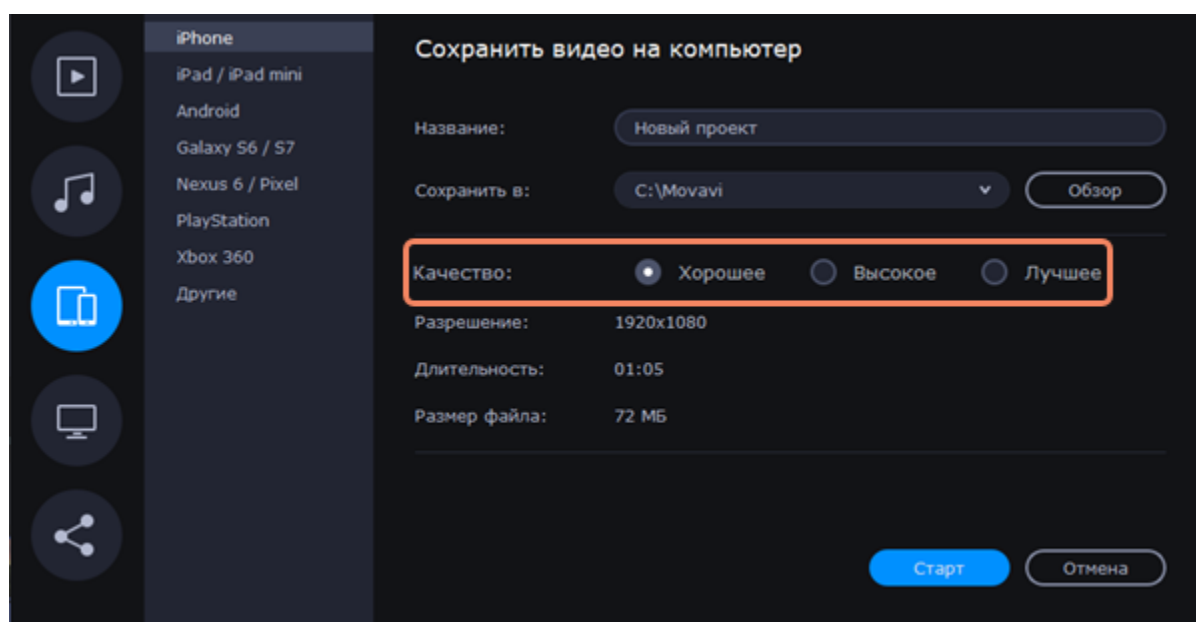 iPhone
iPad / iPad mini
Android
Galaxy S6 / S7
Nexus 6 / Pixel
PlayStation
Xbox 360
Другие
Сохранить видео на компьютер
Название: Новый проект
Сохранить в: C:\Movavi Обзор
Качество: Хорошее Высокое Лучшее
Разрешение: 1920x1080
Длительность: 01:05
Размер файла: 72 МБ
Старт Отмена